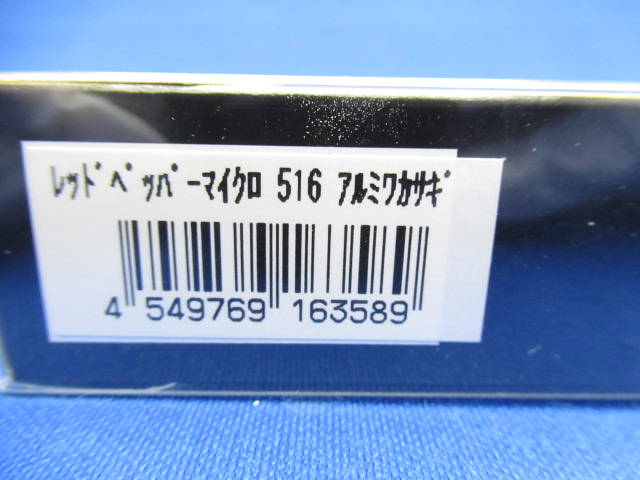 ﾚｯﾄﾞﾍﾟｯﾊﾟｰﾏｲｸﾛ 516 ｱﾙﾐﾜｶｻｷﾞ
4 549769 163589